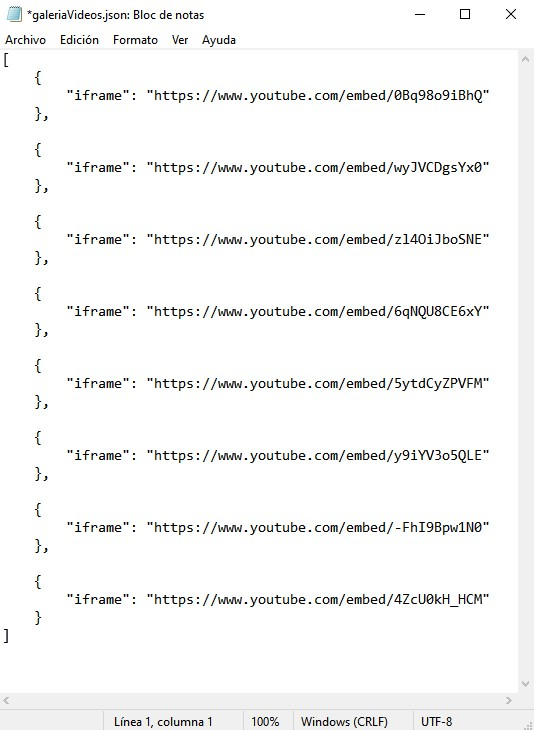 *galeriaVideos.json: Bloc de notas
Archivo Edición Formato Ver Ayuda
[
    {
        "iframe": "https://www.youtube.com/embed/0Bq98o9iBhQ"
    },

    {
        "iframe": "https://www.youtube.com/embed/wyJVCDgsYx0"
    },

    {
        "iframe": "https://www.youtube.com/embed/zl4OiJboSNE"
    },

    {
        "iframe": "https://www.youtube.com/embed/6qNQU8CE6xY"
    },

    {
        "iframe": "https://www.youtube.com/embed/5ytdCyZPVFM"
    },

    {
        "iframe": "https://www.youtube.com/embed/y9iYV3o5QLE"
    },

    {
        "iframe": "https://www.youtube.com/embed/-FhI9Bpw1N0"
    },

    {
        "iframe": "https://www.youtube.com/embed/4ZcU0kH_HCM"
    }
]
Línea 1, columna 1 100% Windows (CRLF) UTF-8